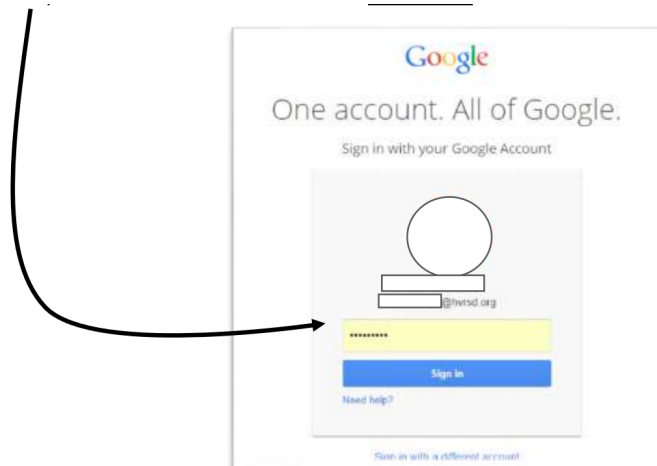 Google
One account. All of Google.
Sign in with your Google Account
@hvrsd.org
*********
Sign in
Need help?
Sign in with a different account